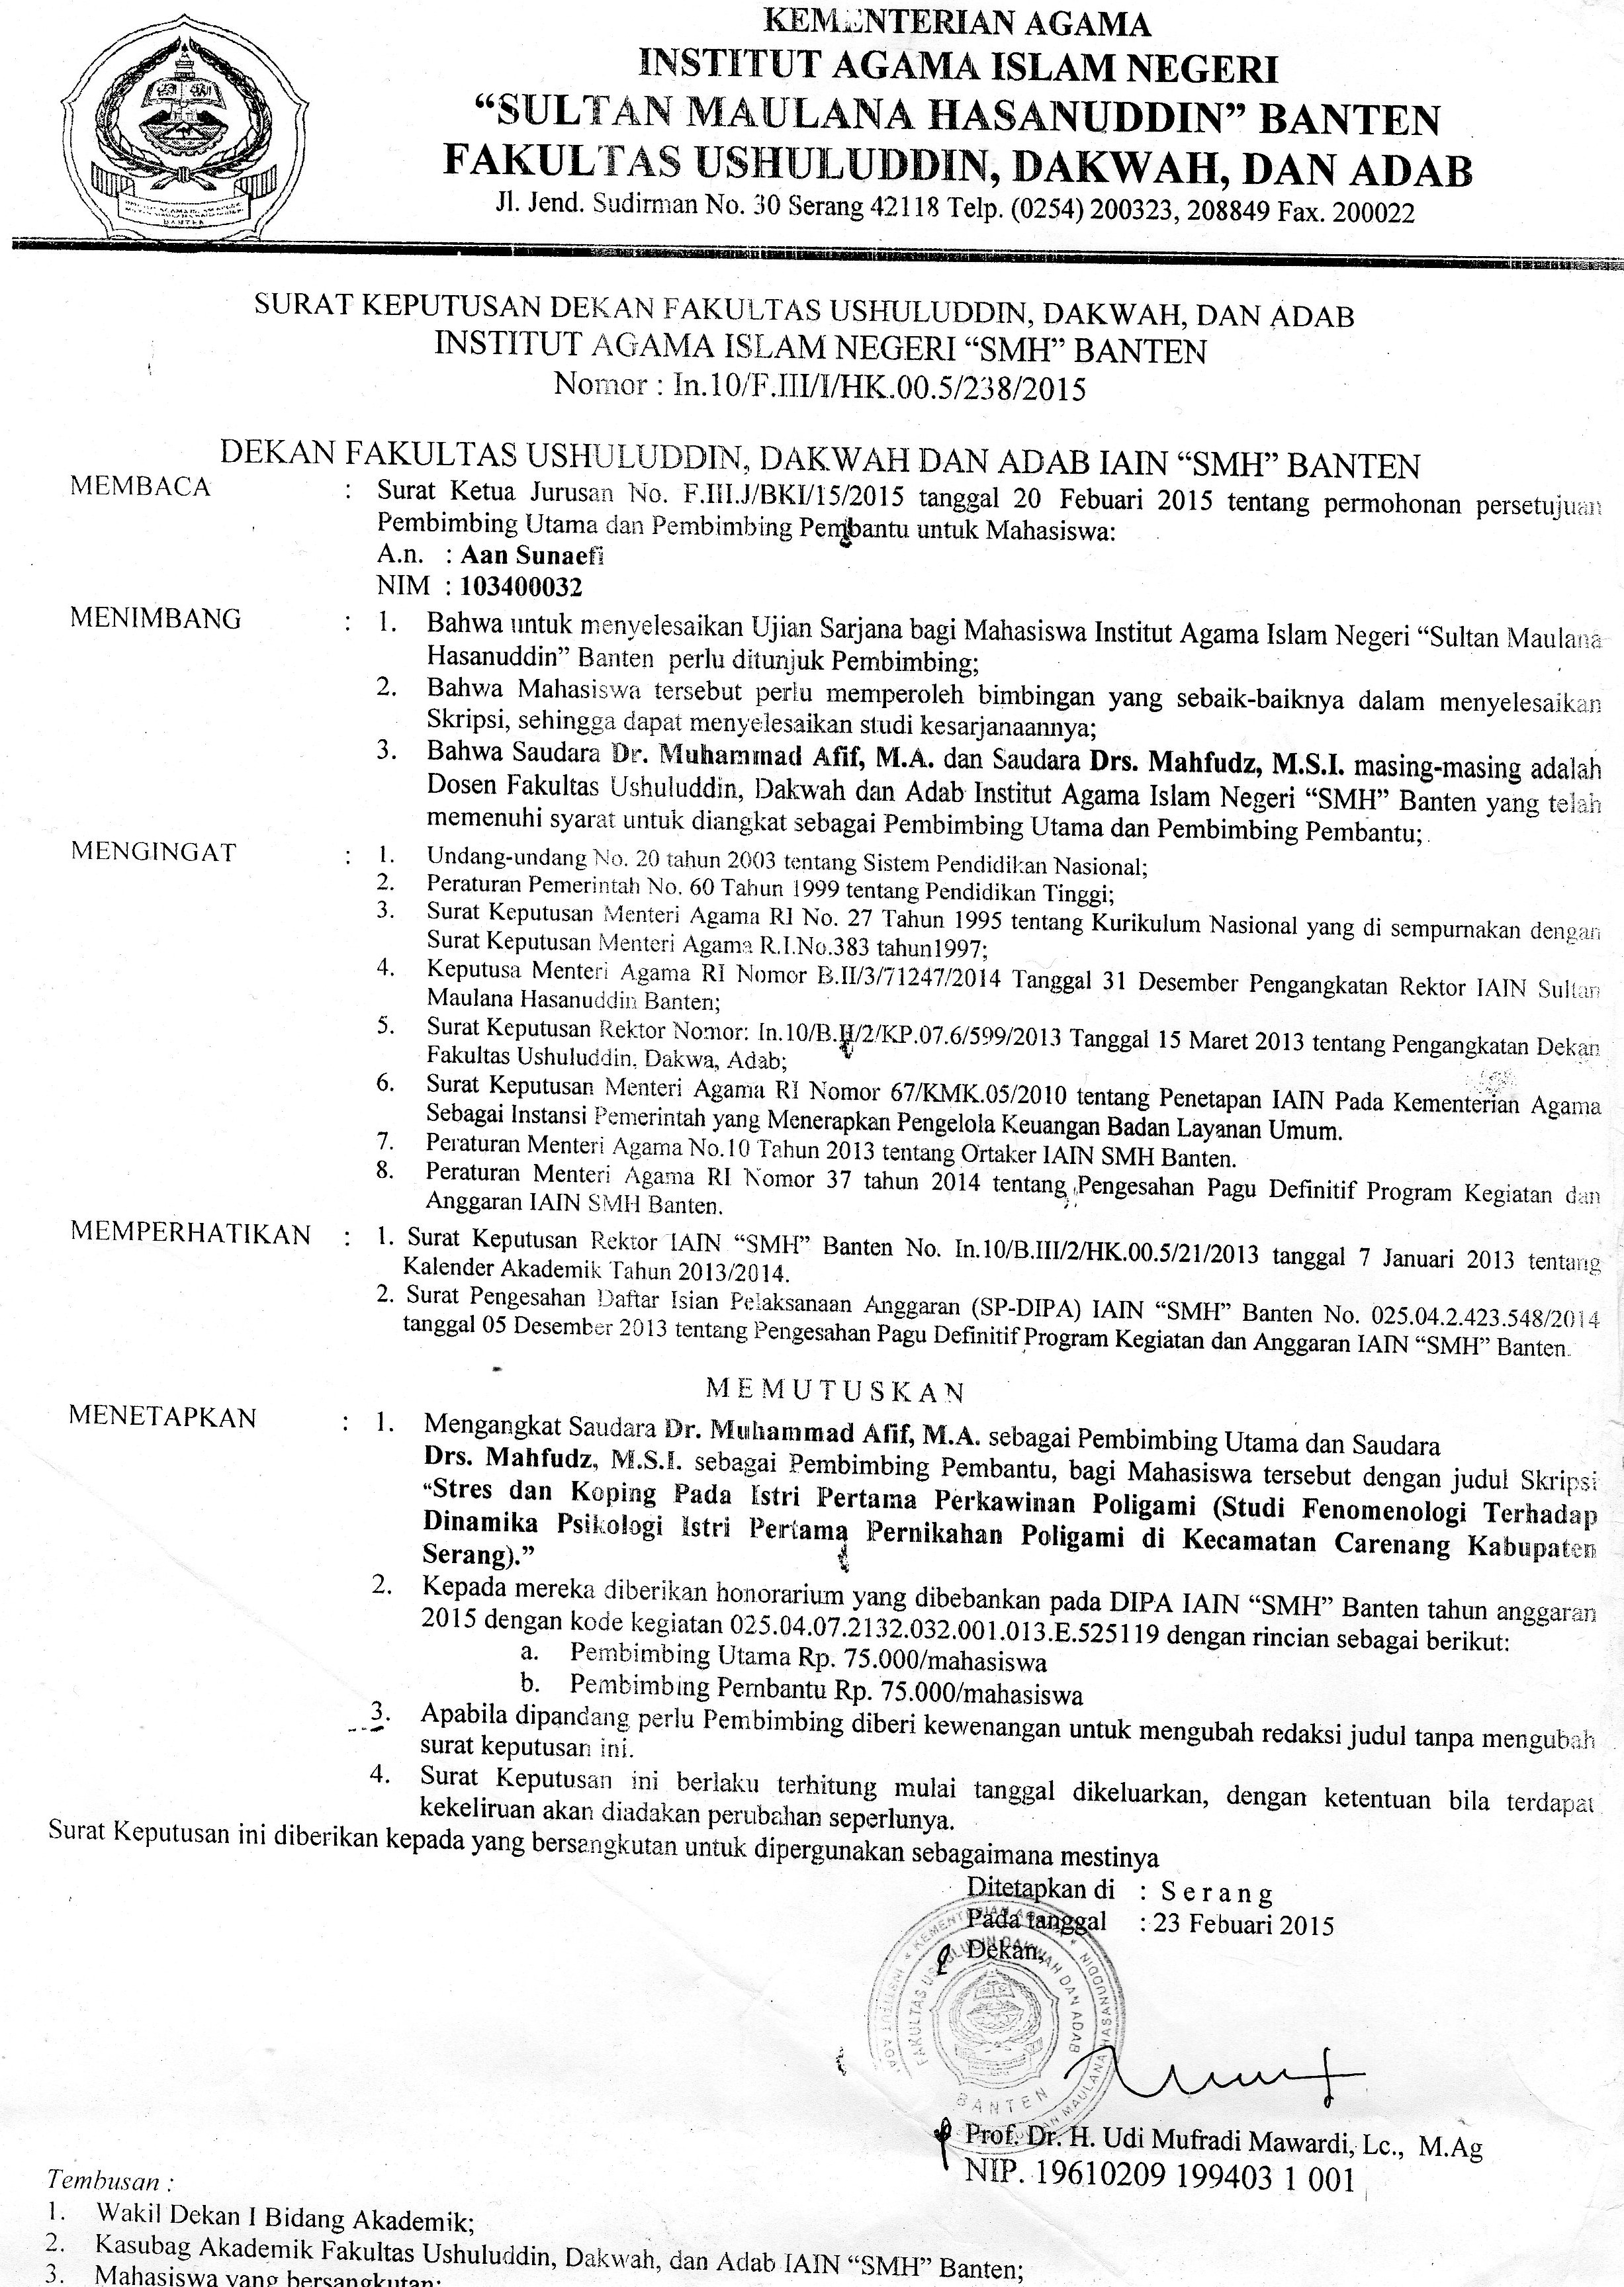 KEMENTERIAN AGAMA
INSTITUT AGAMA ISLAM NEGERI
“SULTAN MAULANA HASANUDDIN” BANTEN
FAKULTAS USHULUDDIN, DAKWAH, DAN ADAB
Jl. Jend. Sudirman No. 30 Serang 42118 Telp. (0254) 200323, 208849 Fax. 200022
BANTEN
SURAT KEPUTUSAN DEKAN FAKULTAS USHULUDDIN, DAKWAH, DAN ADAB
INSTITUT AGAMA ISLAM NEGERI “SMH” BANTEN
Nomor : In.10/F.III/I/HK.00.5/238/2015
DEKAN FAKULTAS USHULUDDIN, DAKWAH DAN ADAB IAIN “SMH” BANTEN
MEMBACA : Surat Ketua Jurusan No. F.III.J/BKI/15/2015 tanggal 20 Febuari 2015 tentang permohonan persetujuan
Pembimbing Utama dan Pembimbing Pembantu untuk Mahasiswa:
A.n. : Aan Sunaefi
NIM : 103400032
MENIMBANG : 1. Bahwa untuk menyelesaikan Ujian Sarjana bagi Mahasiswa Institut Agama Islam Negeri “Sultan Maulana
Hasanuddin” Banten perlu ditunjuk Pembimbing;
2. Bahwa Mahasiswa tersebut perlu memperoleh bimbingan yang sebaik-baiknya dalam menyelesaikan
Skripsi, sehingga dapat menyelesaikan studi kesarjanaannya;
3. Bahwa Saudara Dr. Muhammad Afif, M.A. dan Saudara Drs. Mahfudz, M.S.I. masing-masing adalah
Dosen Fakultas Ushuluddin, Dakwah dan Adab Institut Agama Islam Negeri “SMH” Banten yang telah
memenuhi syarat untuk diangkat sebagai Pembimbing Utama dan Pembimbing Pembantu;
MENGINGAT : 1. Undang-undang No. 20 tahun 2003 tentang Sistem Pendidikan Nasional;
2. Peraturan Pemerintah No. 60 Tahun 1999 tentang Pendidikan Tinggi;
3. Surat Keputusan Menteri Agama RI No. 27 Tahun 1995 tentang Kurikulum Nasional yang di sempurnakan dengan
Surat Keputusan Menteri Agama R.I.No.383 tahun1997;
4. Keputusa Menteri Agama RI Nomor B.II/3/71247/2014 Tanggal 31 Desember Pengangkatan Rektor IAIN Sultan
Maulana Hasanuddin Banten;
5. Surat Keputusan Rektor Nomor: In.10/B.II/2/KP.07.6/599/2013 Tanggal 15 Maret 2013 tentang Pengangkatan Dekan
Fakultas Ushuluddin, Dakwa, Adab;
6. Surat Keputusan Menteri Agama RI Nomor 67/KMK.05/2010 tentang Penetapan IAIN Pada Kementerian Agama
Sebagai Instansi Pemerintah yang Menerapkan Pengelola Keuangan Badan Layanan Umum.
7. Peraturan Menteri Agama No.10 Tahun 2013 tentang Ortaker IAIN SMH Banten.
8. Peraturan Menteri Agama RI Nomor 37 tahun 2014 tentang Pengesahan Pagu Definitif Program Kegiatan dan
Anggaran IAIN SMH Banten.
MEMPERHATIKAN : 1. Surat Keputusan Rektor IAIN “SMH” Banten No. In.10/B.III/2/HK.00.5/21/2013 tanggal 7 Januari 2013 tentang
Kalender Akademik Tahun 2013/2014.
2. Surat Pengesahan Daftar Isian Pelaksanaan Anggaran (SP-DIPA) IAIN “SMH” Banten No. 025.04.2.423.548/2014
tanggal 05 Desember 2013 tentang Pengesahan Pagu Definitif Program Kegiatan dan Anggaran IAIN “SMH” Banten.
M E M U T U S K A N
MENETAPKAN : 1. Mengangkat Saudara Dr. Muhammad Afif, M.A. sebagai Pembimbing Utama dan Saudara
Drs. Mahfudz, M.S.I. sebagai Pembimbing Pembantu, bagi Mahasiswa tersebut dengan judul Skripsi
“Stres dan Koping Pada Istri Pertama Perkawinan Poligami (Studi Fenomenologi Terhadap
Dinamika Psikologi Istri Pertama Pernikahan Poligami di Kecamatan Carenang Kabupaten
Serang).”
2. Kepada mereka diberikan honorarium yang dibebankan pada DIPA IAIN “SMH” Banten tahun anggaran
2015 dengan kode kegiatan 025.04.07.2132.032.001.013.E.525119 dengan rincian sebagai berikut:
a. Pembimbing Utama Rp. 75.000/mahasiswa
b. Pembimbing Pembantu Rp. 75.000/mahasiswa
3. Apabila dipandang perlu Pembimbing diberi kewenangan untuk mengubah redaksi judul tanpa mengubah
surat keputusan ini.
4. Surat Keputusan ini berlaku terhitung mulai tanggal dikeluarkan, dengan ketentuan bila terdapat
kekeliruan akan diadakan perubahan seperlunya.
Surat Keputusan ini diberikan kepada yang bersangkutan untuk dipergunakan sebagaimana mestinya
Ditetapkan di : S e r a n g
Pada tanggal : 23 Febuari 2015
Dekan,
FAKULTAS USHULUDDIN DAKWAH DAN ADAB
BANTEN
Prof. Dr. H. Udi Mufradi Mawardi, Lc., M.Ag
NIP. 19610209 199403 1 001
Tembusan :
1. Wakil Dekan I Bidang Akademik;
2. Kasubag Akademik Fakultas Ushuluddin, Dakwah, dan Adab IAIN “SMH” Banten;
3. Mahasiswa yang bersangkutan;